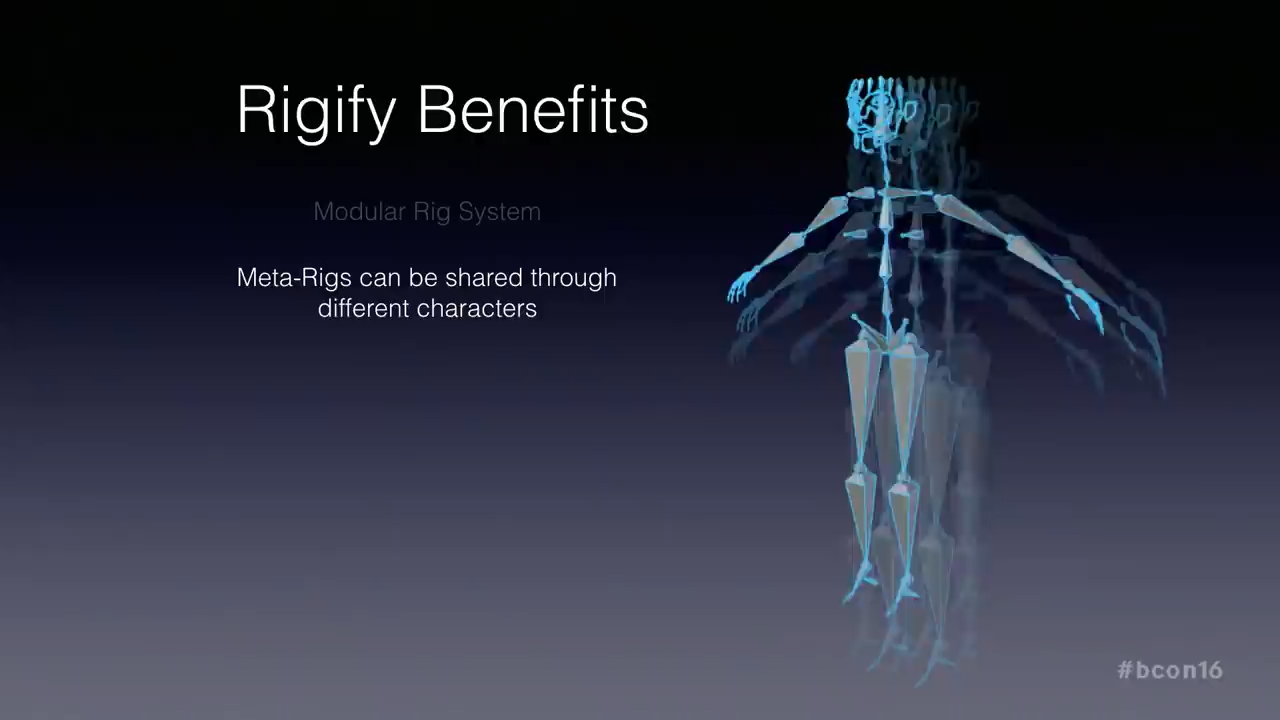 Rigify Benefits
Modular Rig System
Meta-Rigs can be shared through
different characters
#bcon16